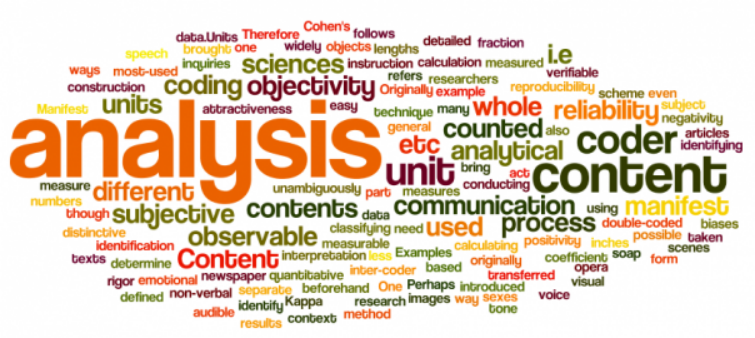 Cohen's
data.Units Therefore follows
speech brought one widely objects lengths detailed fraction
ways most-used inquiries sciences instruction calculation measured i.e verifiable
construction coding objectivity refers researchers reproducibility scheme even
Originally example
Manifest units attractiveness easy technique many whole reliability subject negativity
analysis general etc counted also coder articles identifying
unit analytical bring act content
measure different unambiguously part measures conducting
numbers though subjective contents data communication using manifest
distinctive observable classifying need used process double-coded biases
identification Content interpretation measurable less Examples calculating positivity inches possible taken scenes
texts determine inter-coder based originally coefficient soap form
rigor emotional newspaper quantitative One Perhaps transferred opera visual
defined non-verbal separate beforehand introduced
audible identify Kappa research images way sexes voice
results context method tone